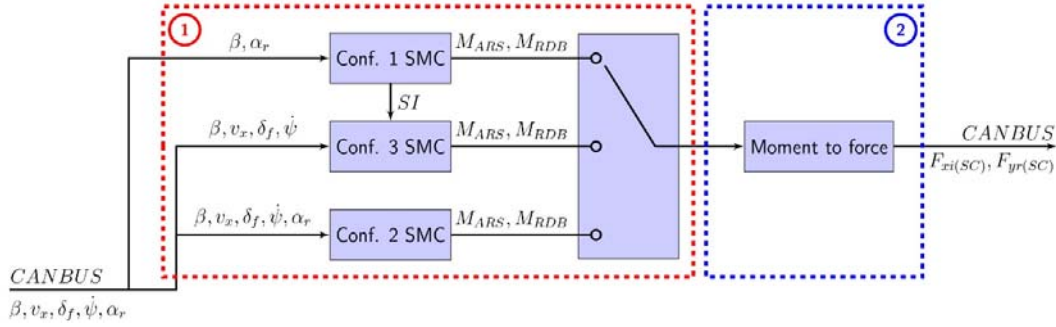 1
2
β, α_r
Conf. 1 SMC
M_ARS, M_RDB
SI
β, v_x, δ_f, ψ̇
Conf. 3 SMC
M_ARS, M_RDB
Moment to force
CANBUS
F_xi(SC), F_yr(SC)
β, v_x, δ_f, ψ̇, α_r
Conf. 2 SMC
M_ARS, M_RDB
CANBUS
β, v_x, δ_f, ψ̇, α_r